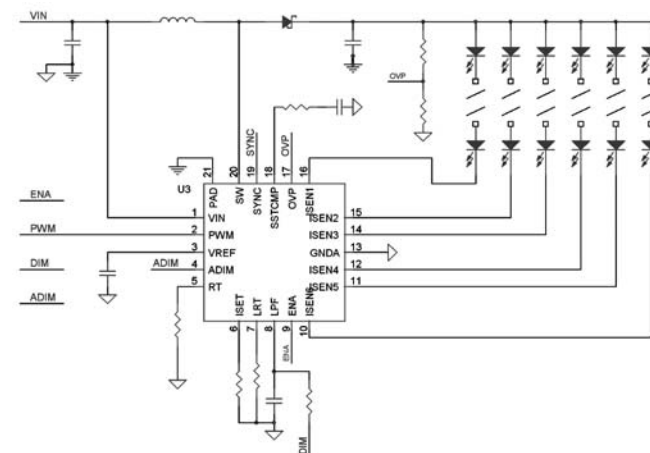 VIN
OVP
SYNC
OVP
21
20
19
18
17
16
U3
PAD
SW
SYNC
SSTCMP
OVP
ISEN1
ENA
1
VIN
ISEN2
15
PWM
2
PWM
ISEN3
14
3
VREF
GNDA
13
DIM
ADIM
4
ADIM
ISEN4
12
5
RT
ISEN5
11
ADIM
ISET
LRT
LPF
ENA
ISEN6
6
7
8
9
10
ENA
DIM